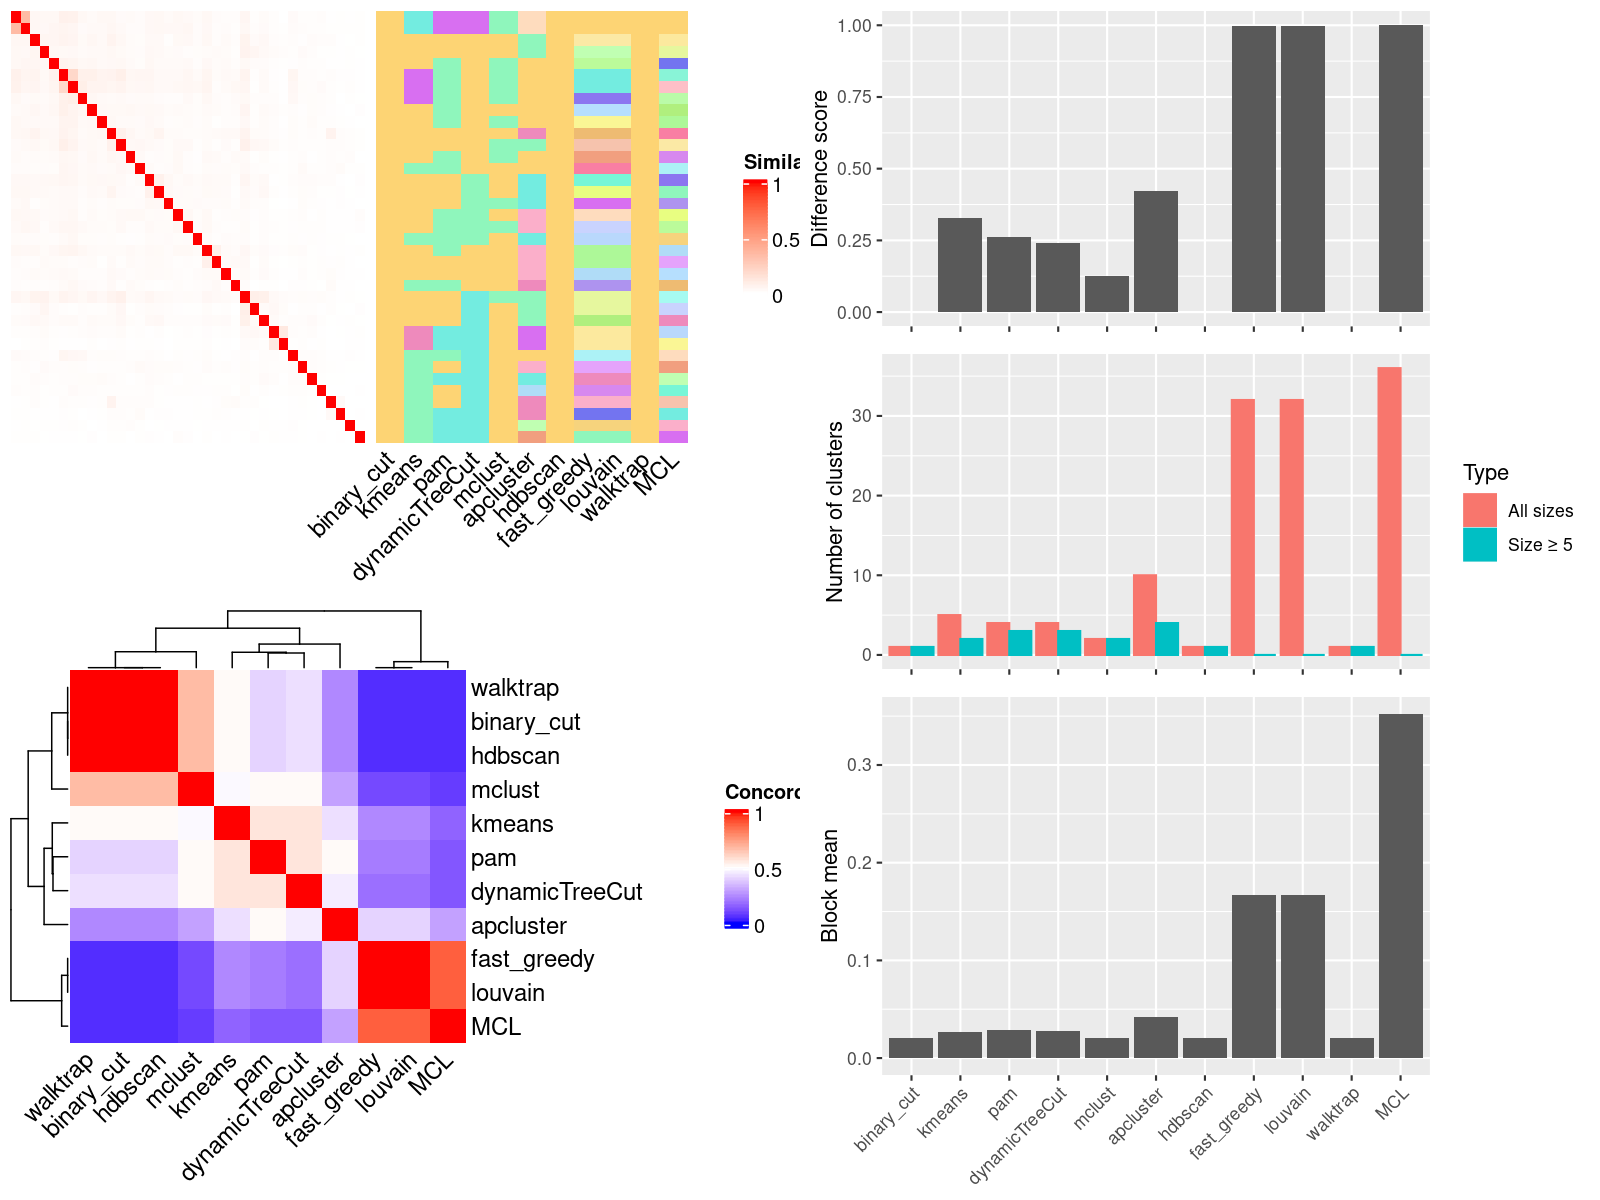 Simila
1
0.5
0
binary_cut
kmeans
pam
dynamicTreeCut
mclust
apcluster
hdbscan
fast_greedy
louvain
walktrap
MCL
walktrap
binary_cut
hdbscan
mclust
kmeans
pam
dynamicTreeCut
apcluster
fast_greedy
louvain
MCL
Concord
1
0.5
0
walktrap
binary_cut
hdbscan
mclust
kmeans
pam
dynamicTreeCut
apcluster
fast_greedy
louvain
MCL
Difference score
1.00
0.75
0.50
0.25
0.00
Number of clusters
30
20
10
0
Type
All sizes
Size ≥ 5
Block mean
0.3
0.2
0.1
0.0
binary_cut
kmeans
pam
dynamicTreeCut
mclust
apcluster
hdbscan
fast_greedy
louvain
walktrap
MCL